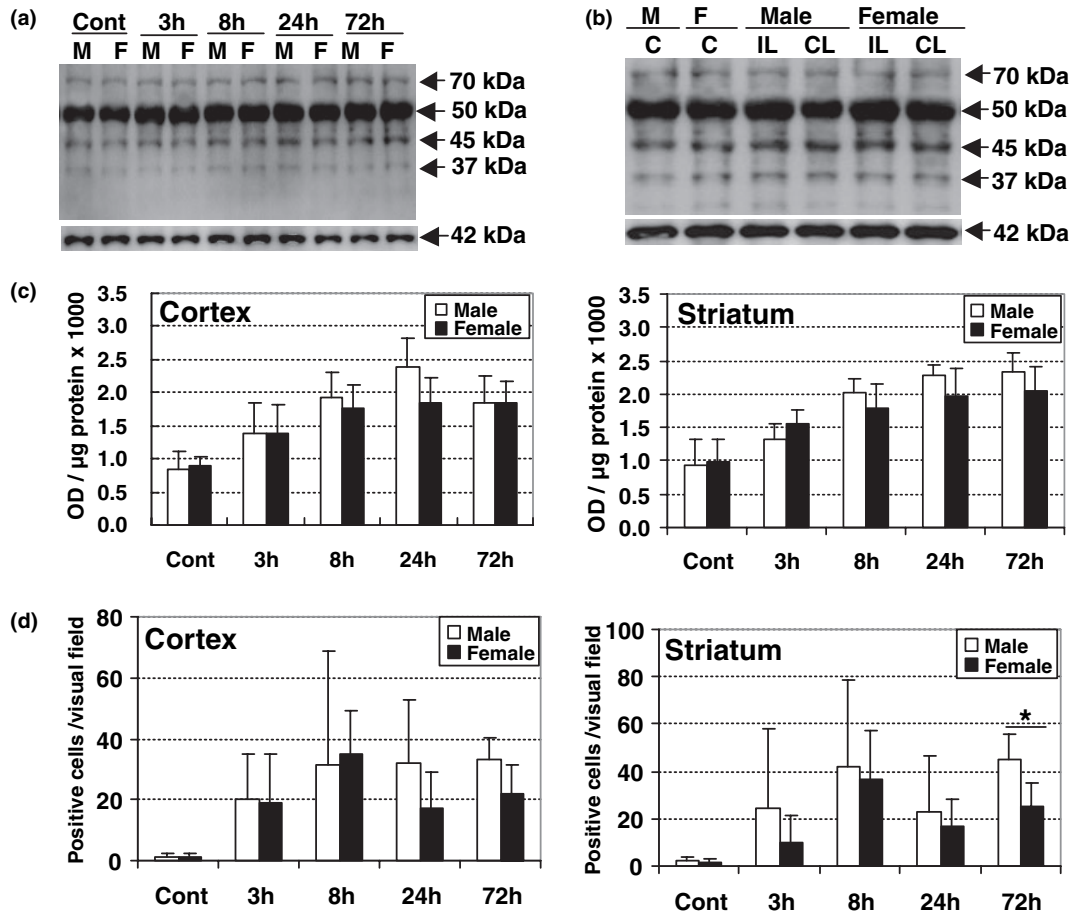 (a)
Cont 3h 8h 24h 72h
M F M F M F M F M F
70 kDa
50 kDa
45 kDa
37 kDa
42 kDa
(b)
M F Male Female
C C IL CL IL CL
70 kDa
50 kDa
45 kDa
37 kDa
42 kDa
(c)
Cortex
Male
Female
OD / µg protein x 1000
3.5
3.0
2.5
2.0
1.5
1.0
0.5
0.0
Cont 3h 8h 24h 72h
Striatum
Male
Female
OD / µg protein x 1000
3.5
3.0
2.5
2.0
1.5
1.0
0.5
0.0
Cont 3h 8h 24h 72h
(d)
Cortex
Male
Female
Positive cells /visual field
80
60
40
20
0
Cont 3h 8h 24h 72h
Striatum
Male
Female
Positive cells /visual field
100
80
60
40
20
0
*
Cont 3h 8h 24h 72h